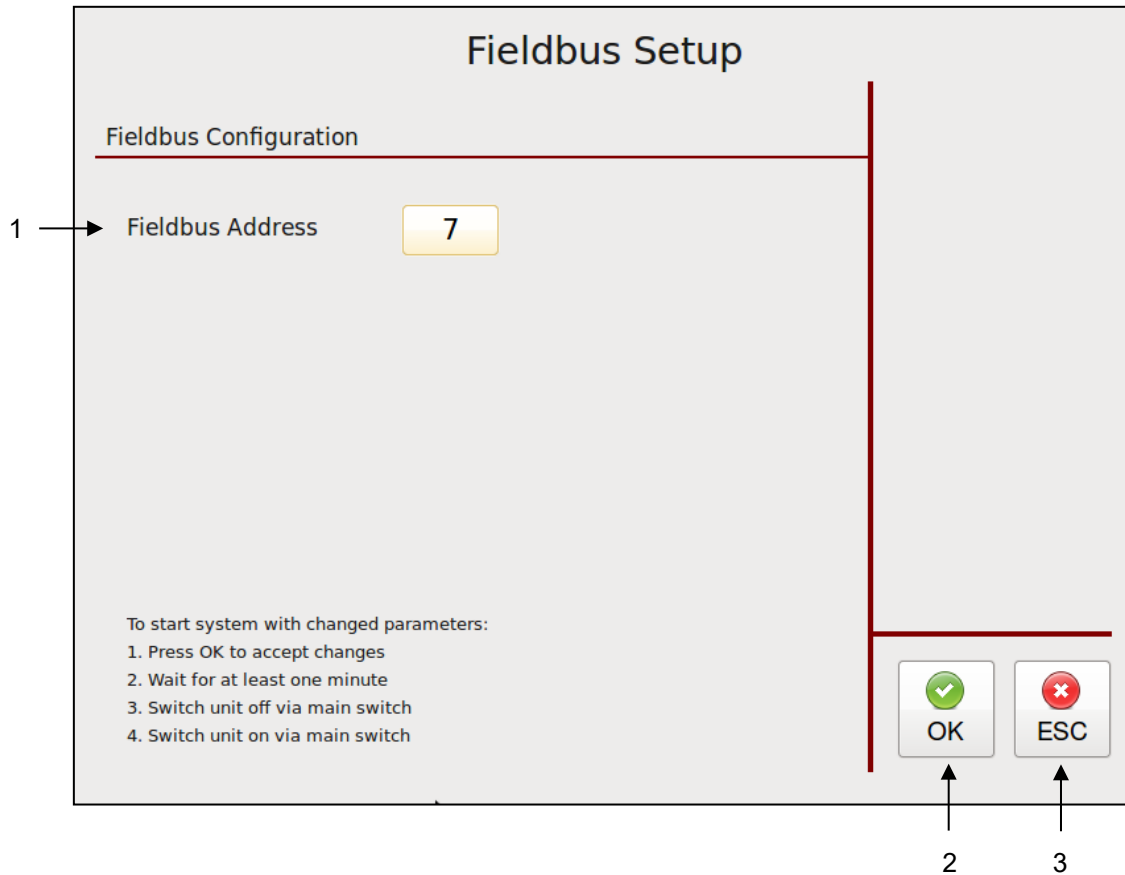 Fieldbus Setup
Fieldbus Configuration
1
Fieldbus Address 7
To start system with changed parameters:
1. Press OK to accept changes
2. Wait for at least one minute
3. Switch unit off via main switch
4. Switch unit on via main switch
OK ESC
2 3